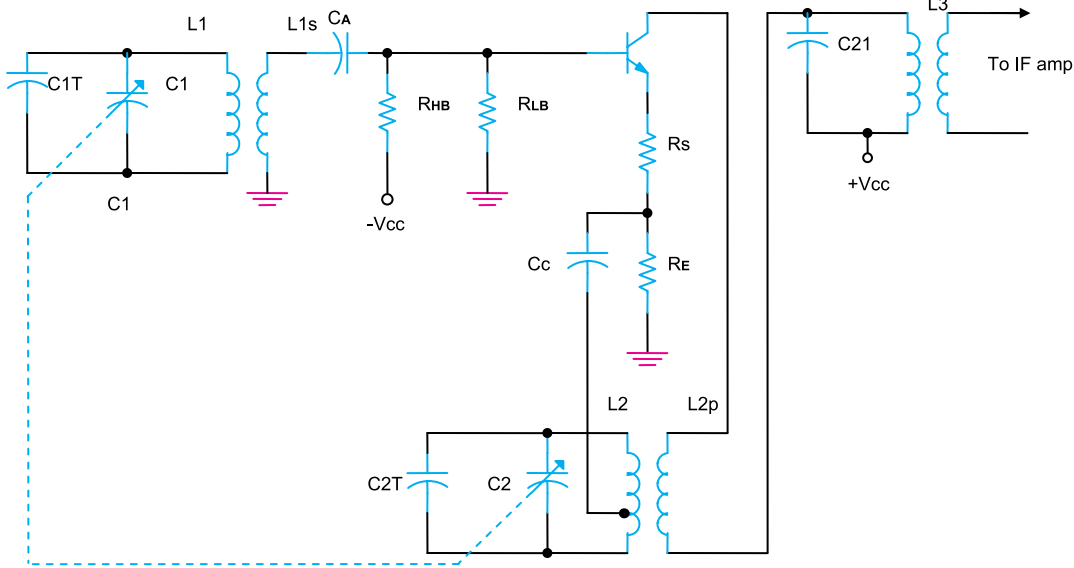 L3
L1
L1s
CA
C21
To IF amp
C1T
C1
RHB
RLB
Rs
+Vcc
C1
-Vcc
Cc
RE
L2
L2p
C2T
C2